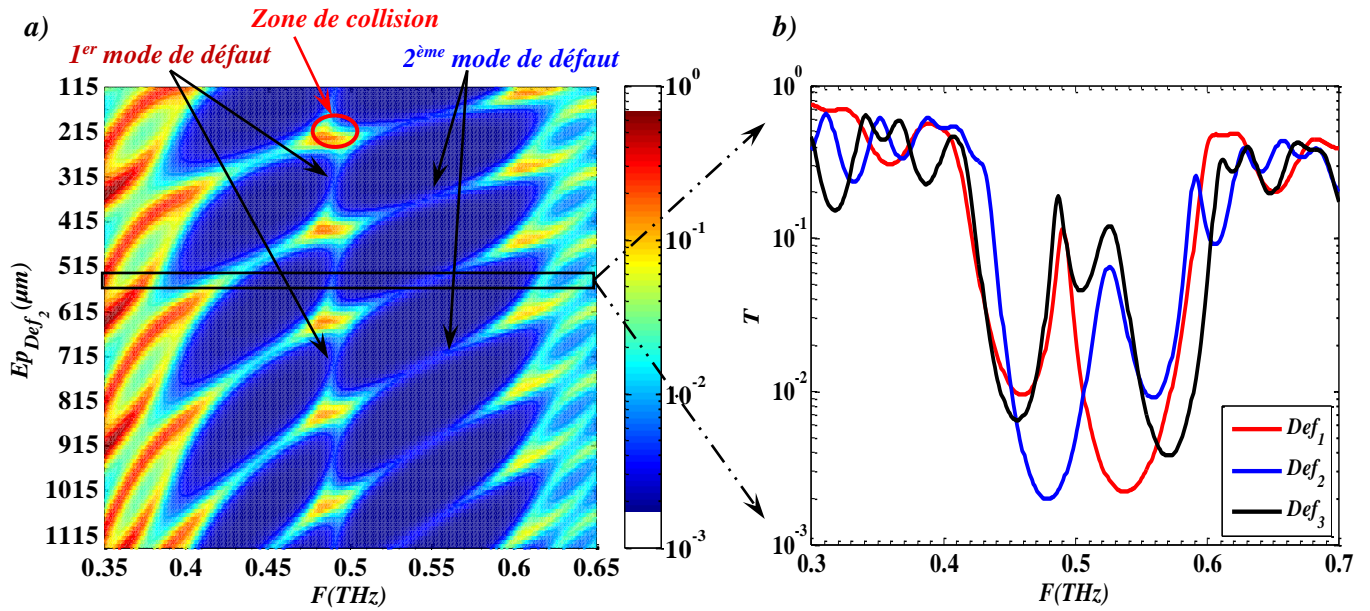 a)
Zone de collision
1er mode de défaut
2ème mode de défaut
115
215
315
415
515
615
715
815
915
1015
1115
EpDef2(µm)
0.35
0.4
0.45
0.5
0.55
0.6
0.65
F(THz)
10^0
10^-1
10^-2
10^-3
b)
10^0
10^-1
10^-2
10^-3
T
0.3
0.4
0.5
0.6
0.7
F(THz)
Def1
Def2
Def3